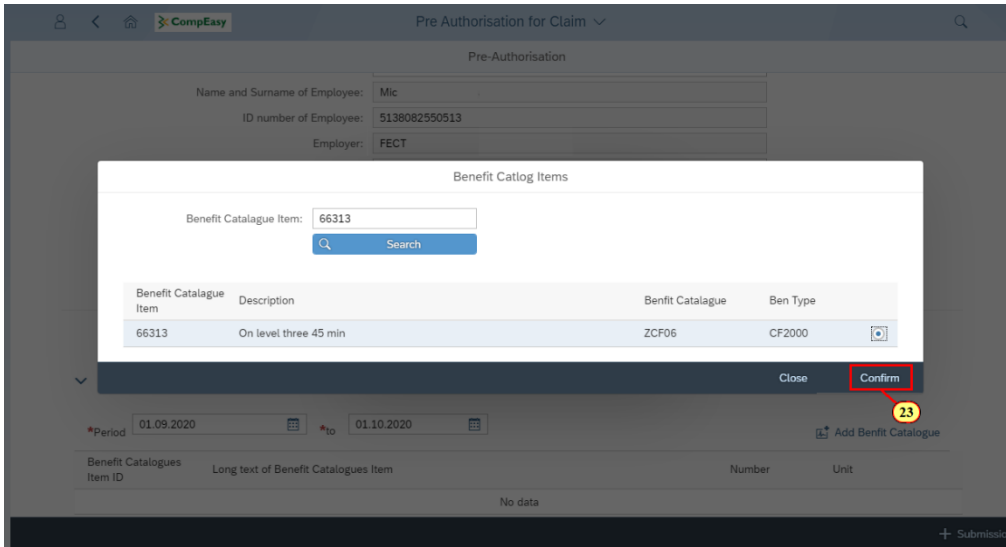 CompEasy Pre Authorisation for Claim
Pre-Authorisation
Name and Surname of Employee: Mic
ID number of Employee: 5138082550513
Employer: FECT
Benefit Catlog Items
Benefit Catalague Item: 66313
Search
Benefit Catalague Item Description Benfit Catalague Ben Type
66313 On level three 45 min ZCF06 CF2000
Close Confirm
23
*Period 01.09.2020 *to 01.10.2020 Add Benfit Catalogue
Benefit Catalogues Item ID Long text of Benefit Catalogues Item Number Unit
No data
+ Submissio